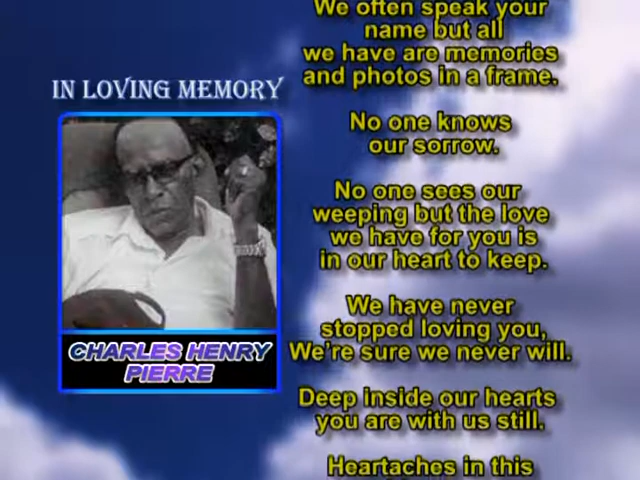 IN LOVING MEMORY
CHARLES HENRY
PIERRE
We often speak your
name but all
we have are memories
and photos in a frame.
No one knows
our sorrow.
No one sees our
weeping but the love
we have for you is
in our heart to keep.
We have never
stopped loving you,
We're sure we never will.
Deep inside our hearts
you are with us still.
Heartaches in this